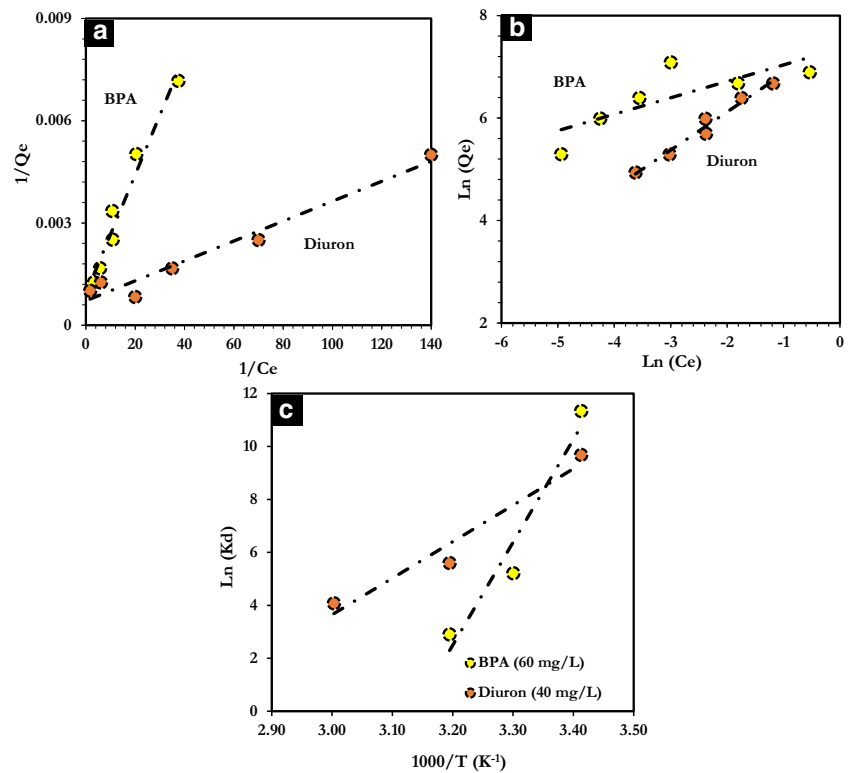 a
0.009
0.006
0.003
0
1/Qe
BPA
Diuron
0 20 40 60 80 100 120 140
1/Ce
b
8
6
4
2
Ln (Qe)
BPA
Diuron
-6 -5 -4 -3 -2 -1 0
Ln (Ce)
c
12
10
8
6
4
2
0
Ln (Kd)
BPA (60 mg/L)
Diuron (40 mg/L)
2.90 3.00 3.10 3.20 3.30 3.40 3.50
1000/T (K⁻¹)